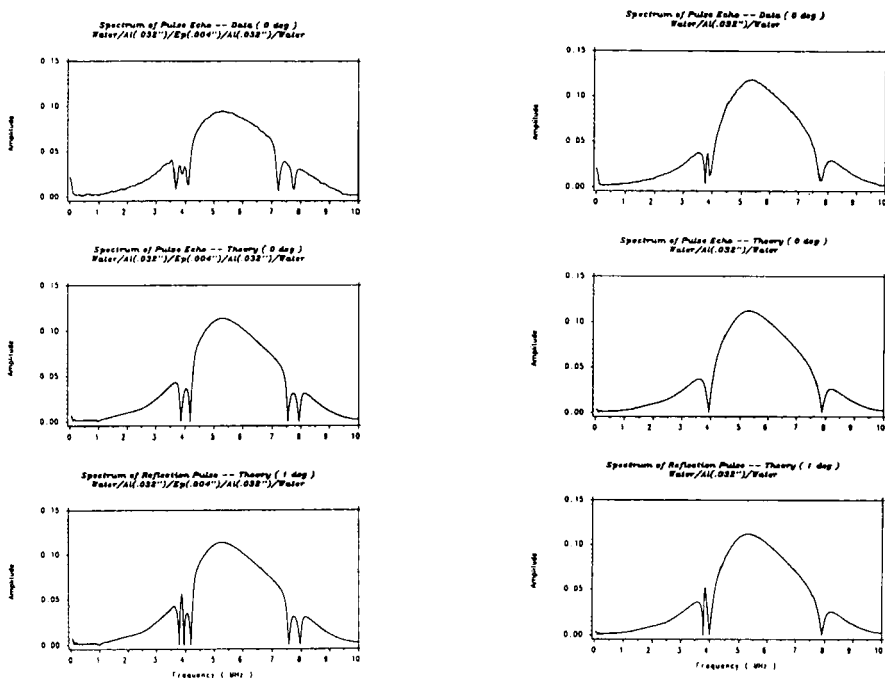 Spectrum of Pulse Echo -- Data ( 0 deg )
Water/Al(.032")/Ep(.004")/Al(.032")/Water
0.15
0.10
0.05
0.00
Amplitude
0 1 2 3 4 5 6 7 8 9 10
Frequency ( MHz )
Spectrum of Pulse Echo -- Theory ( 0 deg )
Water/Al(.032")/Ep(.004")/Al(.032")/Water
0.15
0.10
0.05
0.00
Amplitude
0 1 2 3 4 5 6 7 8 9 10
Frequency ( MHz )
Spectrum of Reflection Pulse -- Theory ( 1 deg )
Water/Al(.032")/Ep(.004")/Al(.032")/Water
0.15
0.10
0.05
0.00
Amplitude
0 1 2 3 4 5 6 7 8 9 10
Frequency ( MHz )
Spectrum of Pulse Echo -- Data ( 0 deg )
Water/Al(.032")/Water
0.15
0.10
0.05
0.00
Amplitude
0 1 2 3 4 5 6 7 8 9 10
Frequency ( MHz )
Spectrum of Pulse Echo -- Theory ( 0 deg )
Water/Al(.032")/Water
0.15
0.10
0.05
0.00
Amplitude
0 1 2 3 4 5 6 7 8 9 10
Frequency ( MHz )
Spectrum of Reflection Pulse -- Theory ( 1 deg )
Water/Al(.032")/Water
0.15
0.10
0.05
0.00
Amplitude
0 1 2 3 4 5 6 7 8 9 10
Frequency ( MHz )